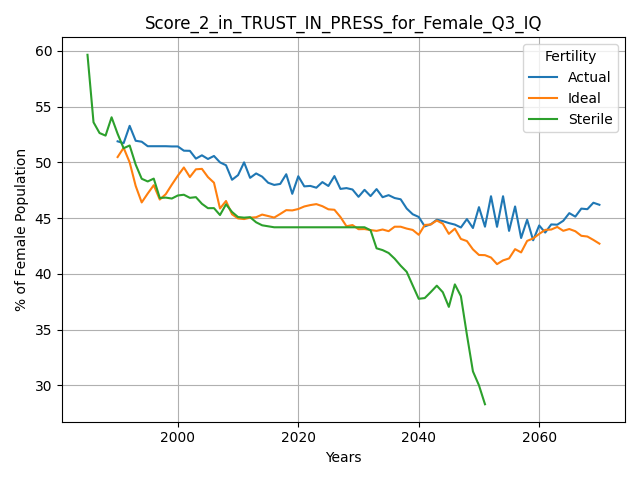 Score_2_in_TRUST_IN_PRESS_for_Female_Q3_IQ
% of Female Population
60
55
50
45
40
35
30
Fertility
Actual
Ideal
Sterile
2000
2020
2040
2060
Years